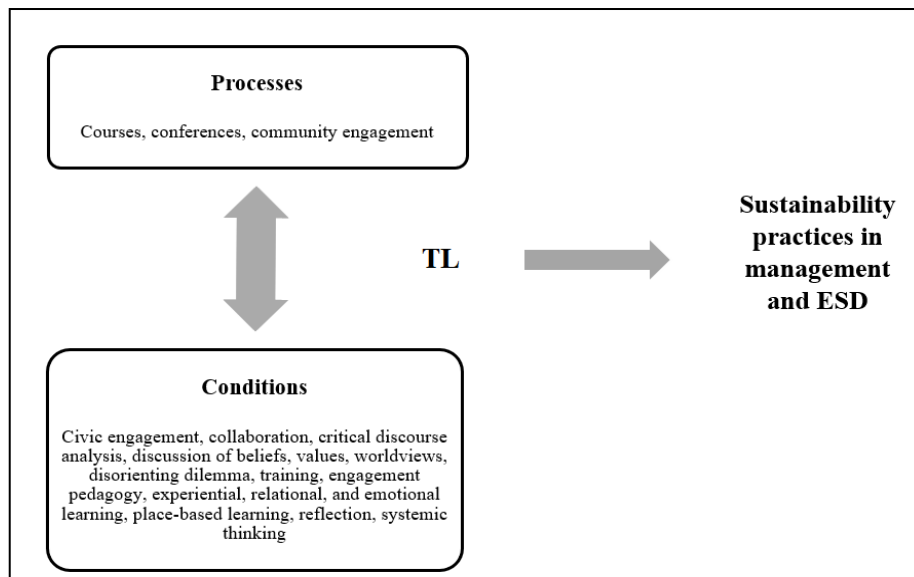 Processes
Courses, conferences, community engagement
TL
Sustainability
practices in
management
and ESD
Conditions
Civic engagement, collaboration, critical discourse
analysis, discussion of beliefs, values, worldviews,
disorienting dilemma, training, engagement
pedagogy, experiential, relational, and emotional
learning, place-based learning, reflection, systemic
thinking